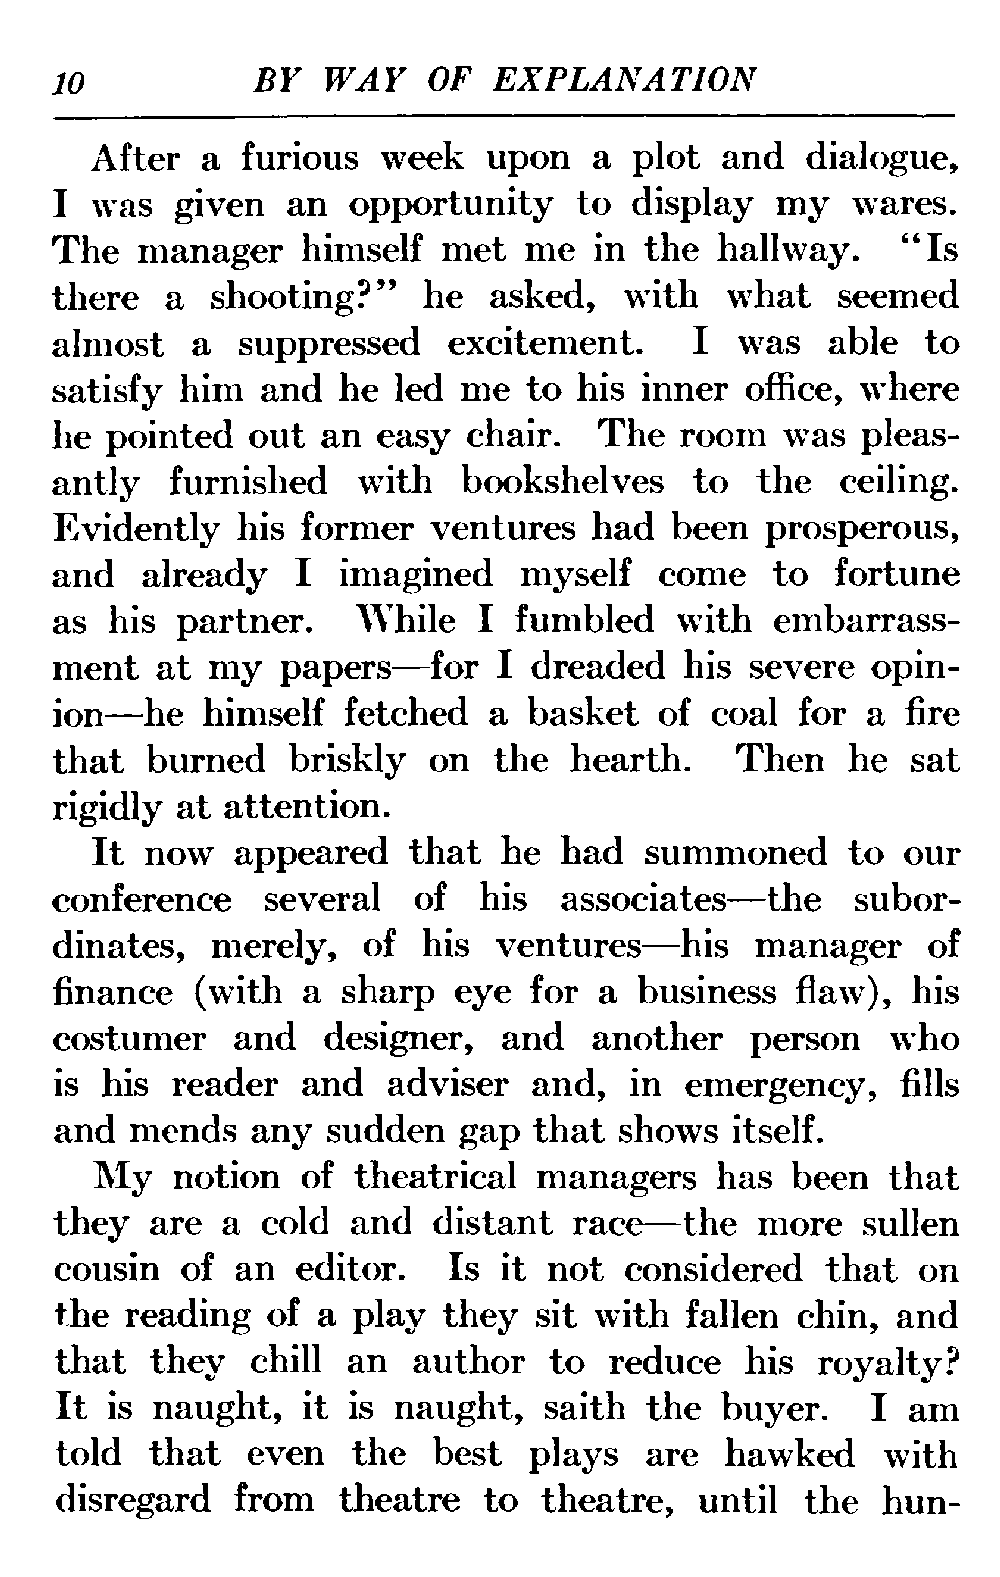 10 BY WAY OF EXPLANATION
After a furious week upon a plot and dialogue,
I was given an opportunity to display my wares.
The manager himself met me in the hallway. "Is
there a shooting?" he asked, with what seemed
almost a suppressed excitement. I was able to
satisfy him and he led me to his inner office, where
he pointed out an easy chair. The room was pleas-
antly furnished with bookshelves to the ceiling.
Evidently his former ventures had been prosperous,
and already I imagined myself come to fortune
as his partner. While I fumbled with embarrass-
ment at my papers—for I dreaded his severe opin-
ion—he himself fetched a basket of coal for a fire
that burned briskly on the hearth. Then he sat
rigidly at attention.
It now appeared that he had summoned to our
conference several of his associates—the subor-
dinates, merely, of his ventures—his manager of
finance (with a sharp eye for a business flaw), his
costumer and designer, and another person who
is his reader and adviser and, in emergency, fills
and mends any sudden gap that shows itself.
My notion of theatrical managers has been that
they are a cold and distant race—the more sullen
cousin of an editor. Is it not considered that on
the reading of a play they sit with fallen chin, and
that they chill an author to reduce his royalty?
It is naught, it is naught, saith the buyer. I am
told that even the best plays are hawked with
disregard from theatre to theatre, until the hun-